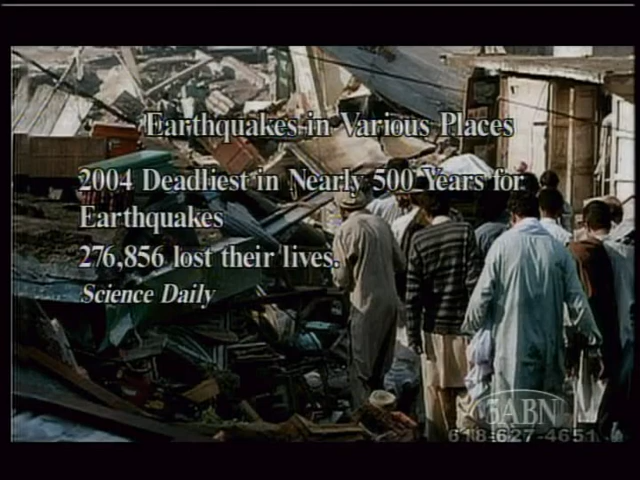 Earthquakes in Various Places
2004 Deadliest in Nearly 500 Years for
Earthquakes
276,856 lost their lives.
Science Daily
3ABN
618-627-4651